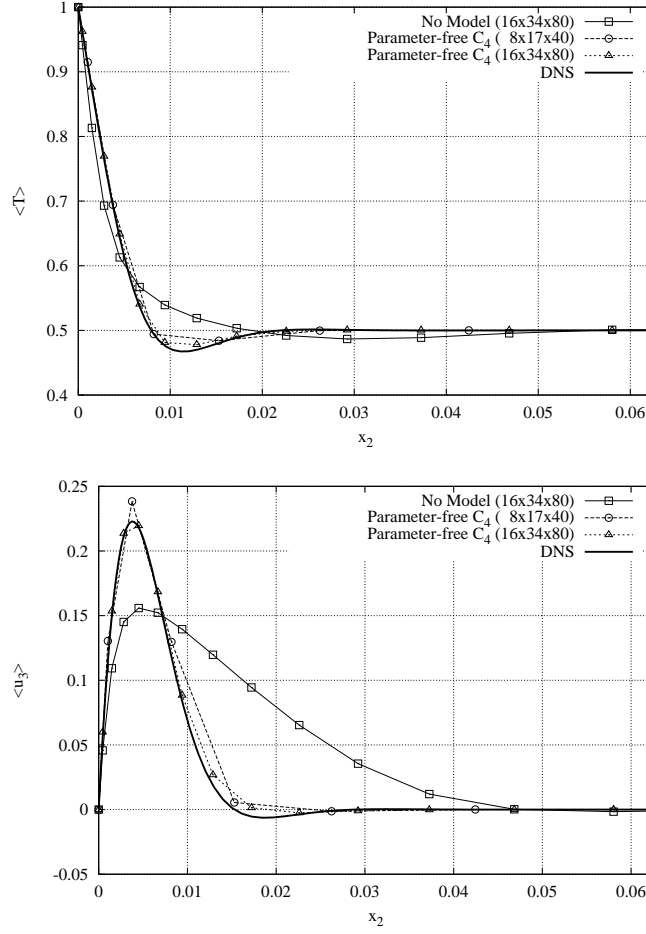 1
0.9
0.8
0.7
0.6
0.5
0.4
0
0.01
0.02
0.03
0.04
0.05
0.06
<T>
x2
No Model (16x34x80)
Parameter-free C4 ( 8x17x40)
Parameter-free C4 (16x34x80)
DNS
0.25
0.2
0.15
0.1
0.05
0
-0.05
0
0.01
0.02
0.03
0.04
0.05
0.06
<u3>
x2
No Model (16x34x80)
Parameter-free C4 ( 8x17x40)
Parameter-free C4 (16x34x80)
DNS